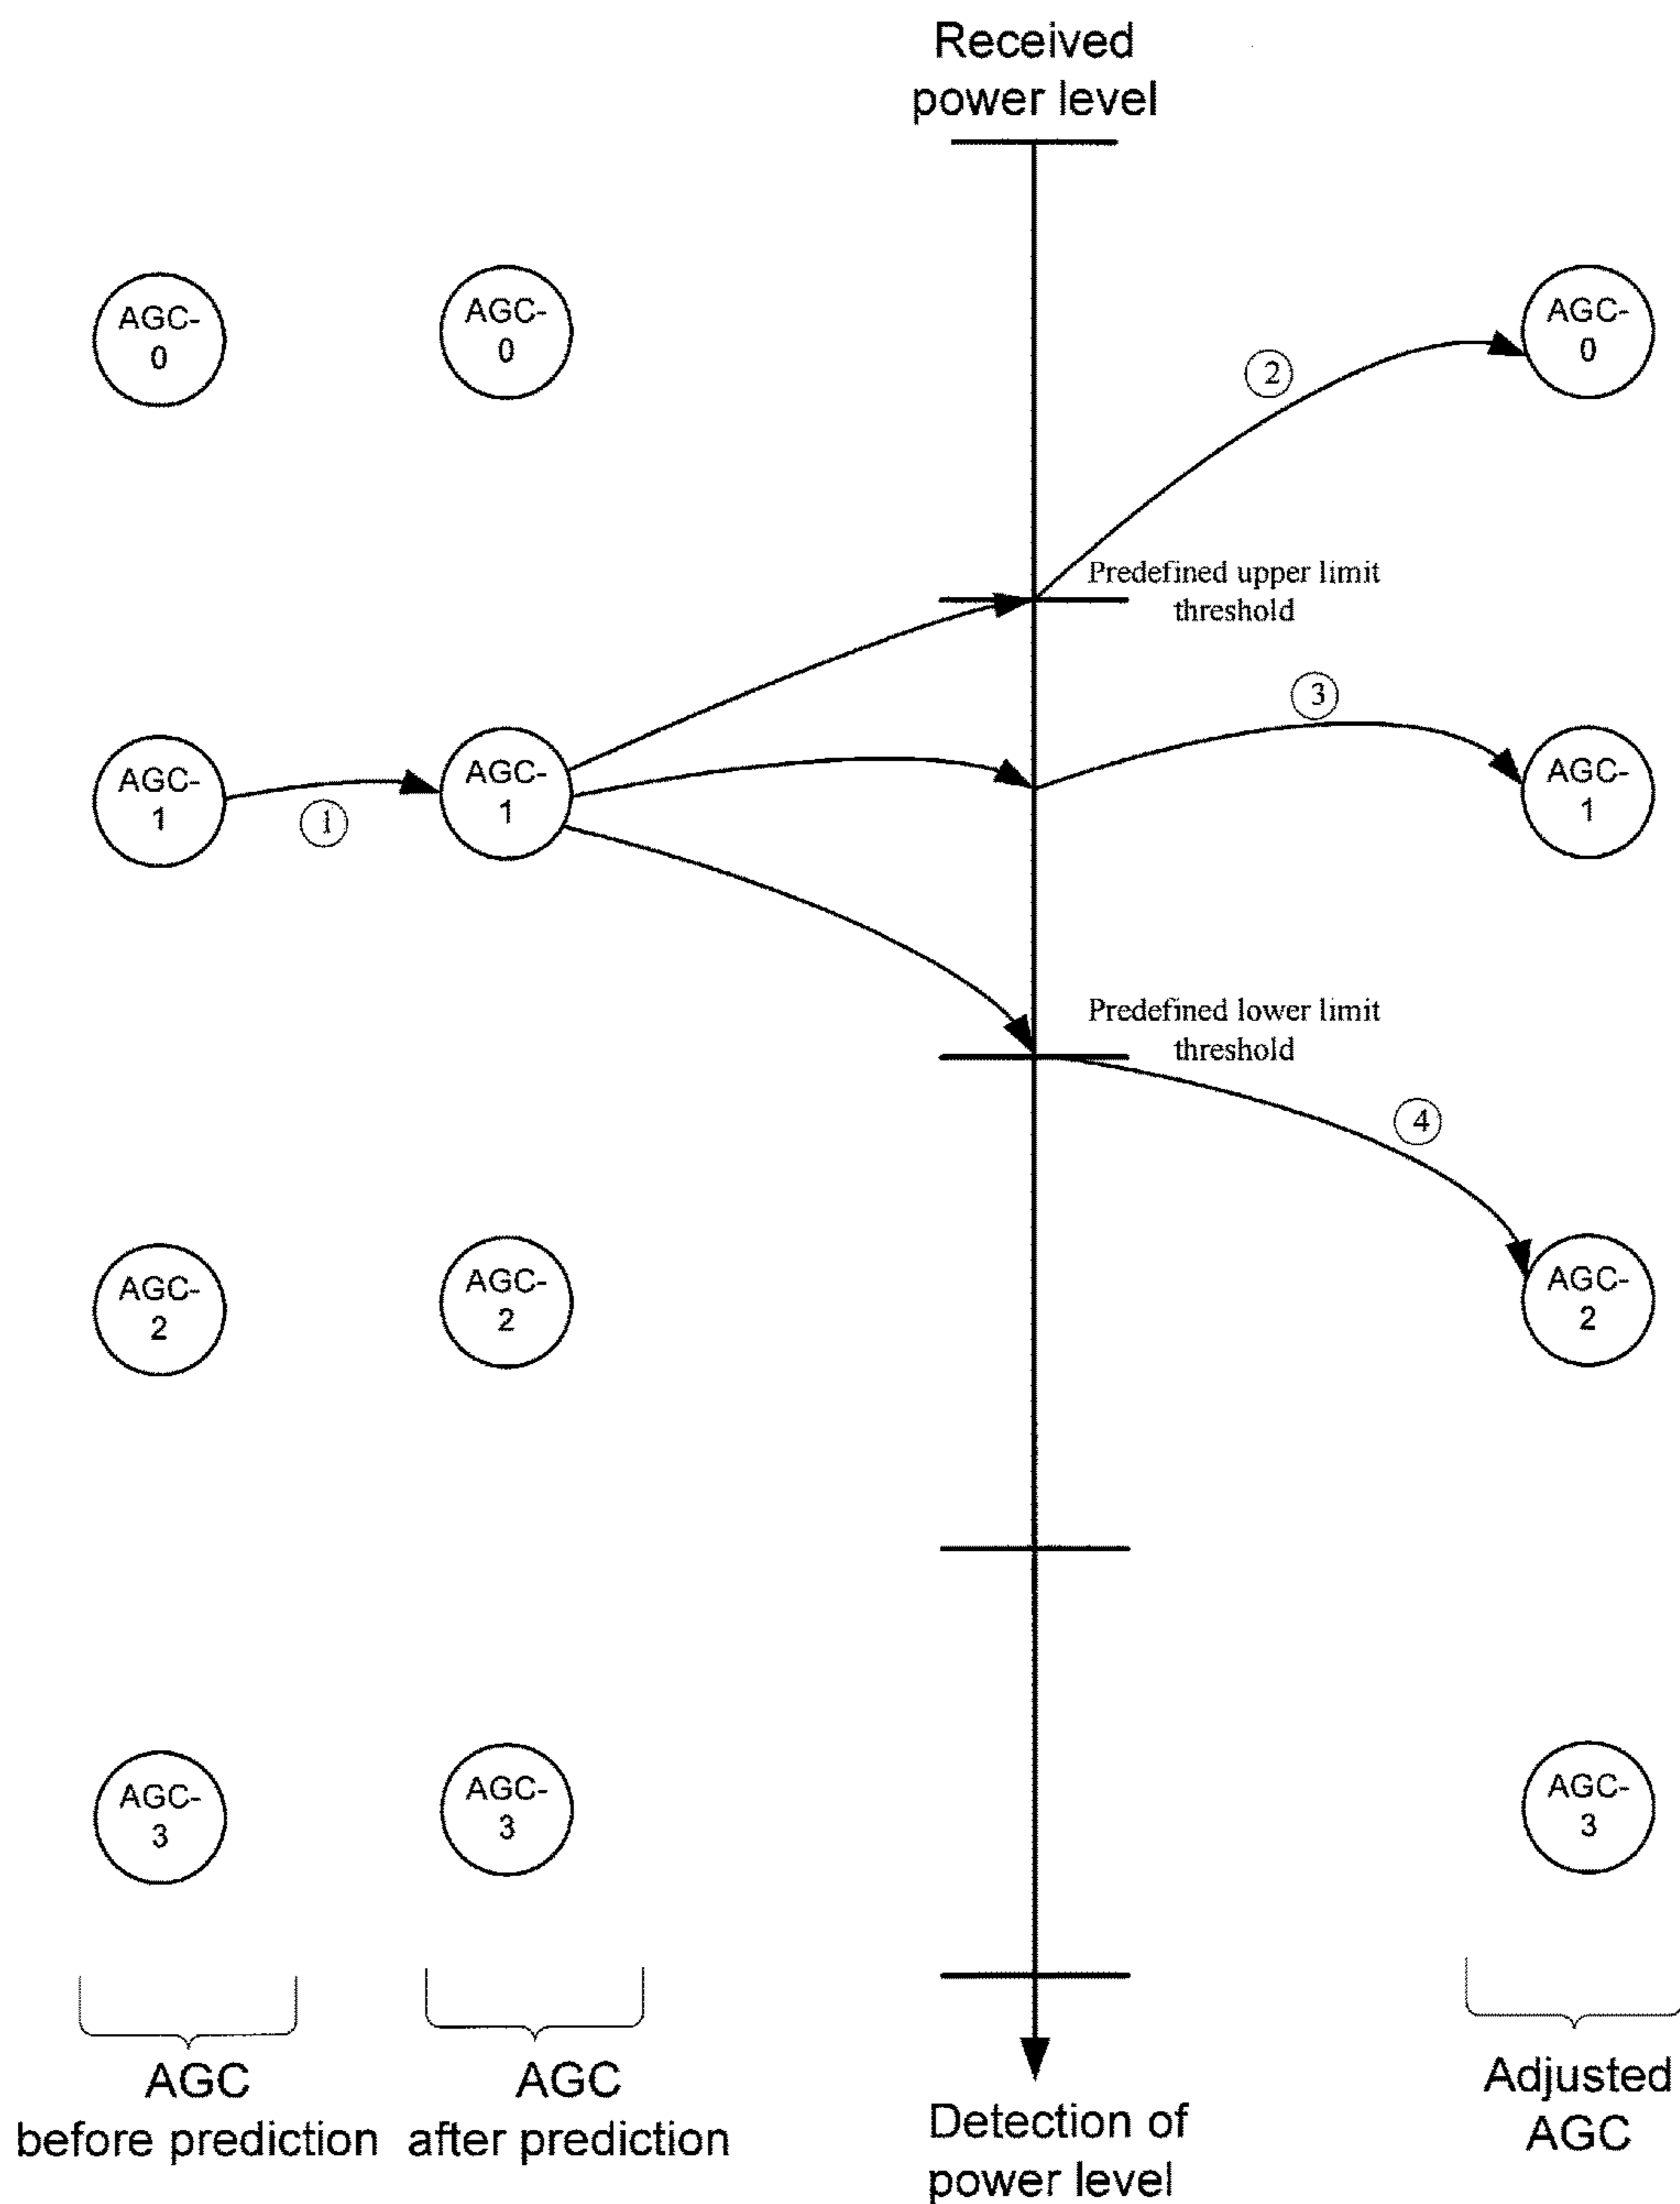 Received
power level
AGC-
0
AGC-
0
AGC-
0
2
Predefined upper limit
threshold
3
AGC-
1
1
AGC-
1
AGC-
1
Predefined lower limit
threshold
4
AGC-
2
AGC-
2
AGC-
2
AGC-
3
AGC-
3
AGC-
3
AGC
before prediction
AGC
after prediction
Detection of
power level
Adjusted
AGC